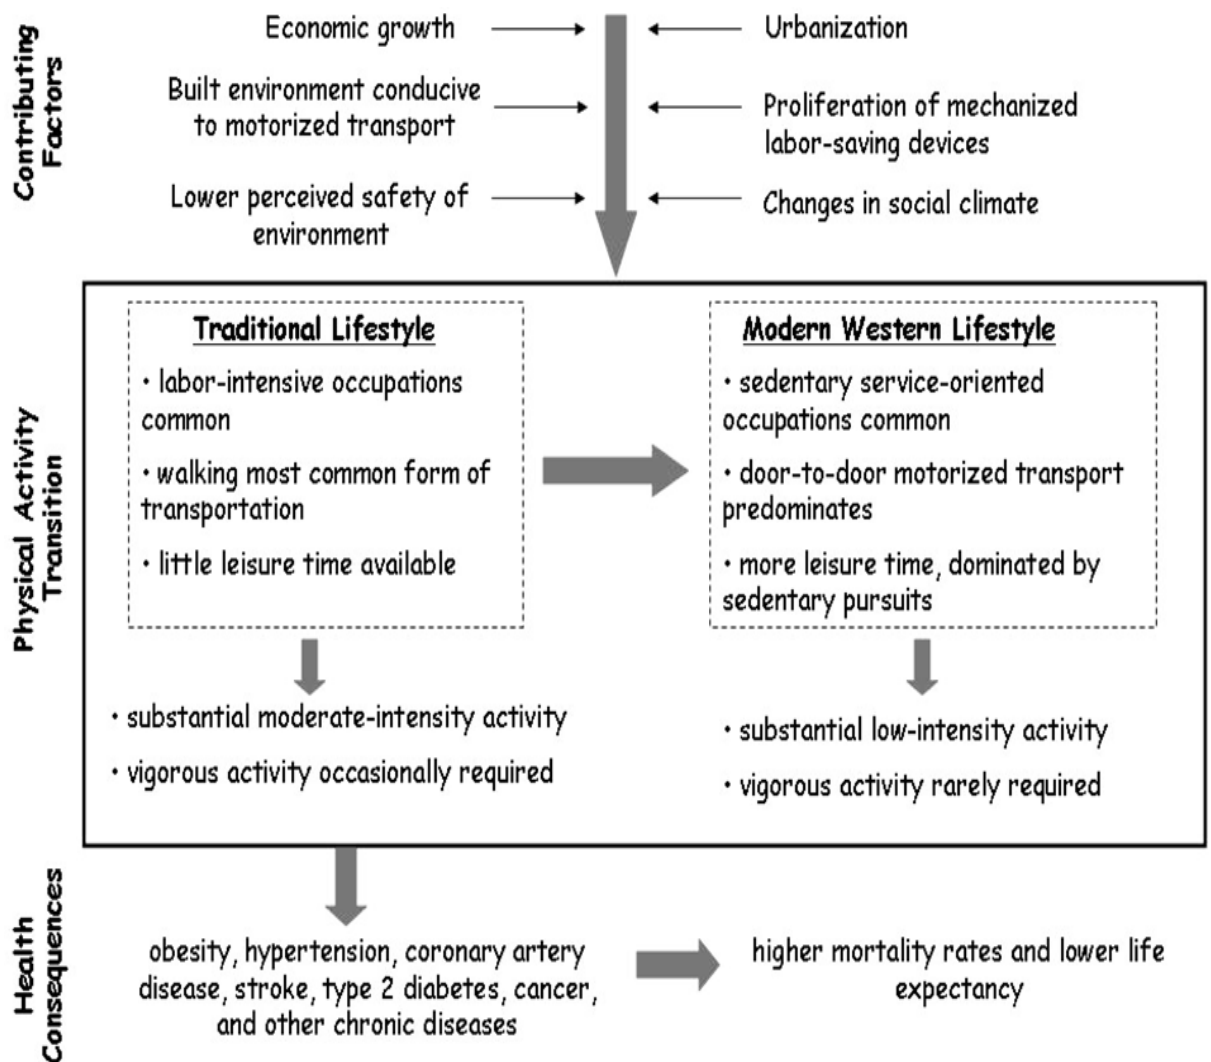 Contributing
Factors
Economic growth
Urbanization
Built environment conducive
to motorized transport
Proliferation of mechanized
labor-saving devices
Lower perceived safety of
environment
Changes in social climate
Physical Activity
Transition
Traditional Lifestyle
• labor-intensive occupations
common
• walking most common form of
transportation
• little leisure time available
Modern Western Lifestyle
• sedentary service-oriented
occupations common
• door-to-door motorized transport
predominates
• more leisure time, dominated by
sedentary pursuits
• substantial moderate-intensity activity
• vigorous activity occasionally required
• substantial low-intensity activity
• vigorous activity rarely required
Health
Consequences
obesity, hypertension, coronary artery
disease, stroke, type 2 diabetes, cancer,
and other chronic diseases
higher mortality rates and lower life
expectancy